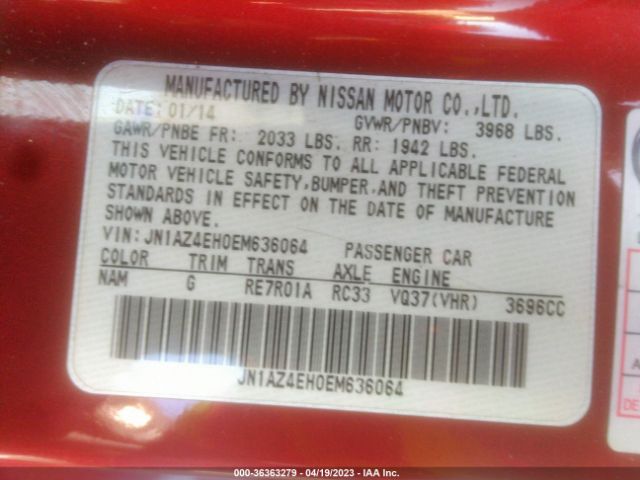 MANUFACTURED BY NISSAN MOTOR CO.,LTD.
DATE: 01/14 GVWR/PNBV: 3968 LBS.
GAWR/PNBE FR: 2033 LBS. RR: 1942 LBS.
THIS VEHICLE CONFORMS TO ALL APPLICABLE FEDERAL
MOTOR VEHICLE SAFETY,BUMPER,AND THEFT PREVENTION
STANDARDS IN EFFECT ON THE DATE OF MANUFACTURE
SHOWN ABOVE.
VIN:JN1AZ4EH0EM636064 PASSENGER CAR
COLOR TRIM TRANS AXLE ENGINE
NAM G RE7R01A RC33 VQ37(VHR) 3696CC
JN1AZ4EH0EM636064
A
DE
000-36363279 - 04/19/2023 - IAA Inc.